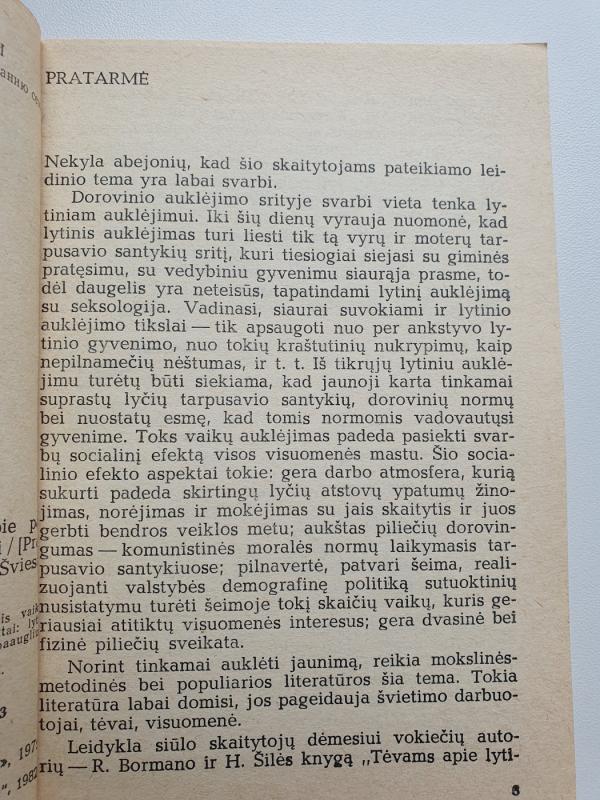 PRATARMĖ
Nekyla abejonių, kad šio skaitytojams pateikiamo lei-
dinio tema yra labai svarbi.
Dorovinio auklėjimo srityje svarbi vieta tenka ly-
tiniam auklėjimui. Iki šių dienų vyrauja nuomonė, kad
lytinis auklėjimas turi liesti tik tą vyrų ir moterų tar-
pusavio santykių sritį, kuri tiesiogiai siejasi su giminės
pratęsimu, su vedybiniu gyvenimu siaurąja prasme, to-
dėl daugelis yra neteisūs, tapatindami lytinį auklėjimą
su seksologija. Vadinasi, siaurai suvokiami ir lytinio
auklėjimo tikslai — tik apsaugoti nuo per ankstyvo ly-
tinio gyvenimo, nuo tokių kraštutinių nukrypimų, kaip
nepilnamečių nėštumas, ir t. t. Iš tikrųjų lytiniu auklė-
jimu turėtų būti siekiama, kad jaunoji karta tinkamai
suprastų lyčių tarpusavio santykių, dorovinių normų
bei nuostatų esmę, kad tomis normomis vadovautųsi
gyvenime. Toks vaikų auklėjimas padeda pasiekti svar-
bų socialinį efektą visos visuomenės mastu. Šio socia-
linio efekto aspektai tokie: gera darbo atmosfera, kurią
sukurti padeda skirtingų lyčių atstovų ypatumų žino-
jimas, norėjimas ir mokėjimas su jais skaitytis ir juos
gerbti bendros veiklos metu; aukštas piliečių dorovin-
gumas — komunistinės moralės normų laikymasis tar-
pusavio santykiuose; pilnavertė, patvari šeima, reali-
zuojanti valstybės demografinę politiką sutuoktinių
nusistatymu turėti šeimoje tokį skaičių vaikų, kuris ge-
riausiai atitiktų visuomenės interesus; gera dvasinė bei
fizinė piliečių sveikata.
Norint tinkamai auklėti jaunimą, reikia mokslinės-
metodinės bei populiarios literatūros šia tema. Tokia
literatūra labai domisi, jos pageidauja švietimo darbuo-
tojai, tėvai, visuomenė.
Leidykla siūlo skaitytojų dėmesiui vokiečių auto-
rių — R. Bormano ir H. Šilės knygą „Tėvams apie lyti-